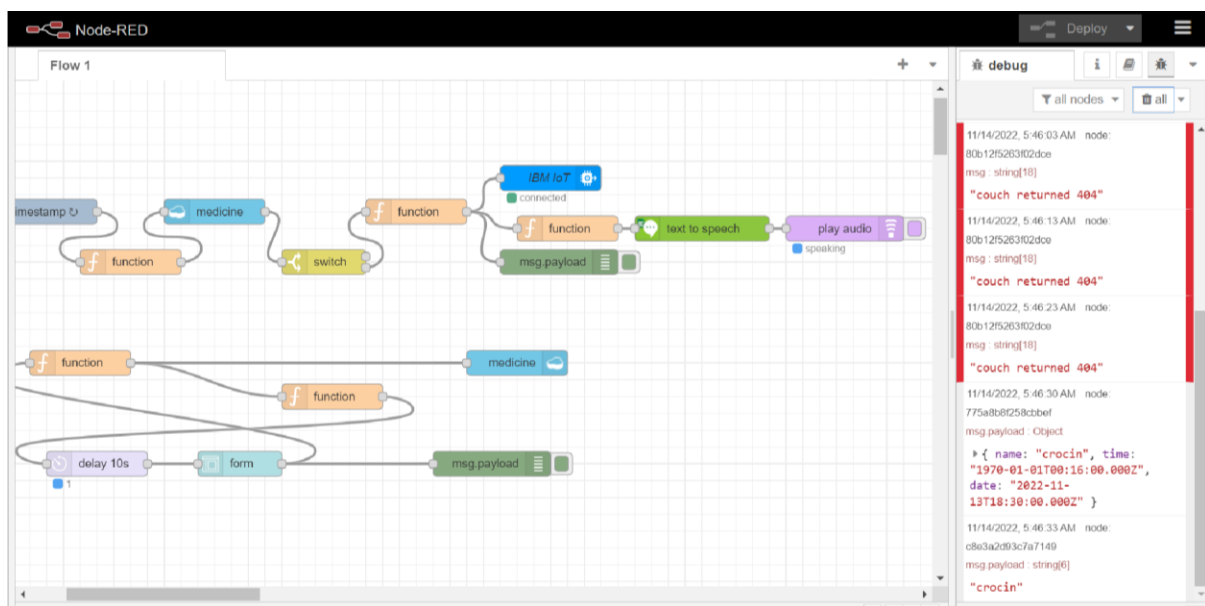 Node-RED
Deploy
Flow 1
debug
i
all nodes
all
IBM IoT
connected
imestamp ↻
medicine
function
function
text to speech
play audio
speaking
function
switch
msg.payload
function
medicine
function
delay 10s
form
msg.payload
1
11/14/2022, 5:46:03 AM node:
80b12f5263f02dce
msg : string[18]
"couch returned 404"
11/14/2022, 5:46:13 AM node:
80b12f5263f02dce
msg : string[18]
"couch returned 404"
11/14/2022, 5:46:23 AM node:
80b12f5263f02dce
msg : string[18]
"couch returned 404"
11/14/2022, 5:46:30 AM node:
775a8b8f258cbbef
msg.payload : Object
{ name: "crocin", time:
"1970-01-01T00:16:00.000Z",
date: "2022-11-
13T18:30:00.000Z" }
11/14/2022, 5:46:33 AM node:
c8e3a2d93c7a7149
msg.payload : string[6]
"crocin"